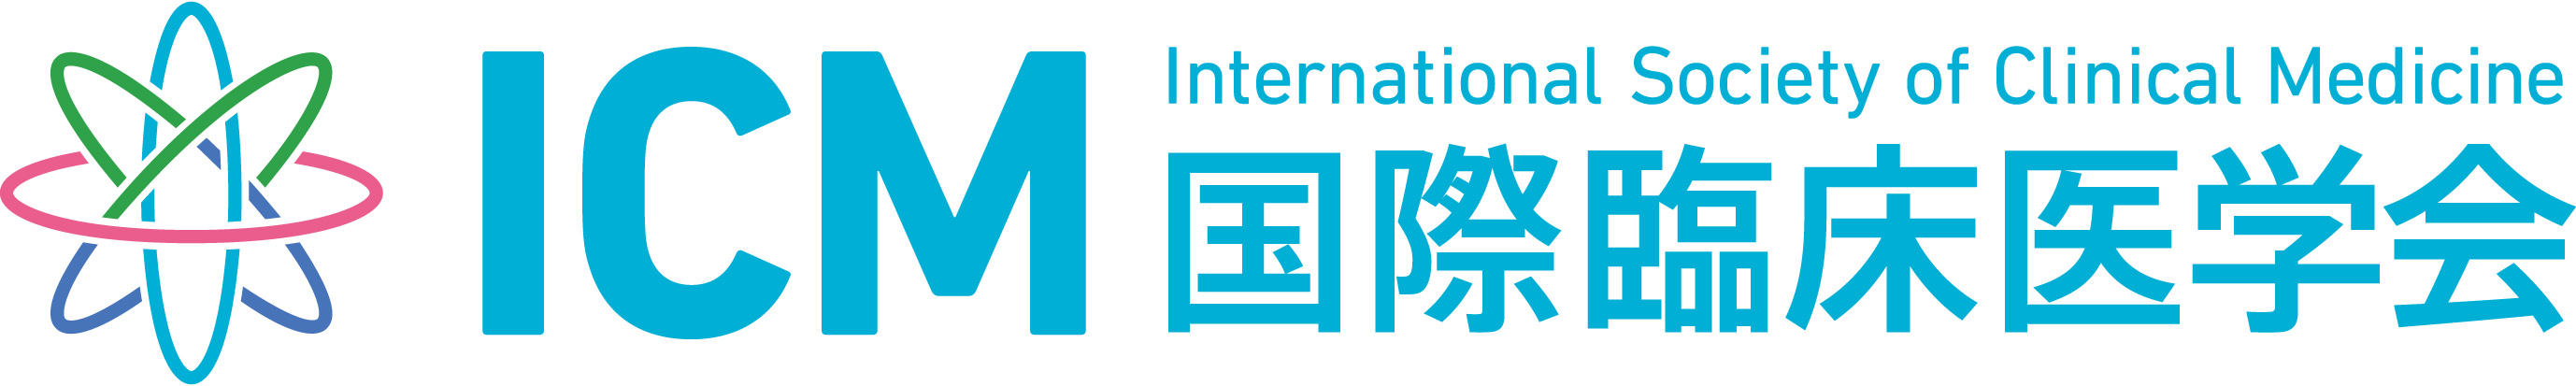 ICM
International Society of Clinical Medicine
国際臨床医学会